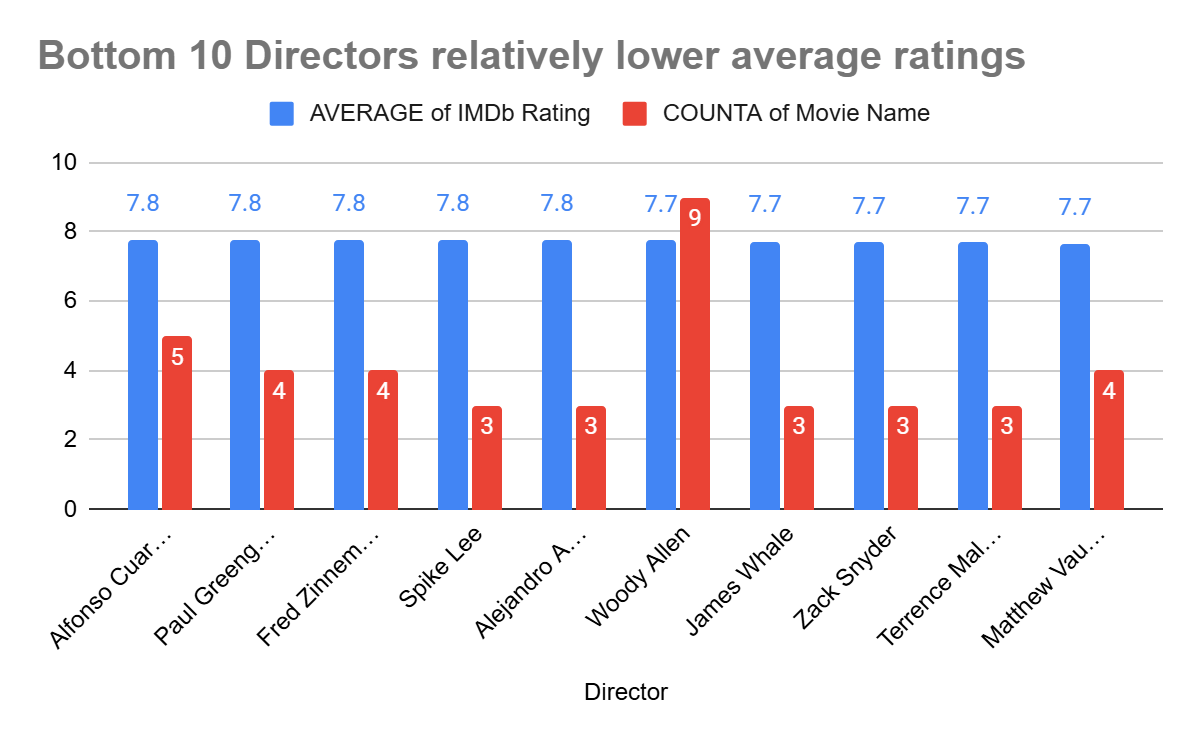 Bottom 10 Directors relatively lower average ratings
AVERAGE of IMDb Rating
COUNTA of Movie Name
10
8
6
4
2
0
7.8
7.8
7.8
7.8
7.8
7.7
7.7
7.7
7.7
7.7
5
4
4
3
3
9
3
3
3
4
Alfonso Cuar…
Paul Greeng…
Fred Zinnem…
Spike Lee
Alejandro A…
Woody Allen
James Whale
Zack Snyder
Terrence Mal…
Matthew Vau…
Director